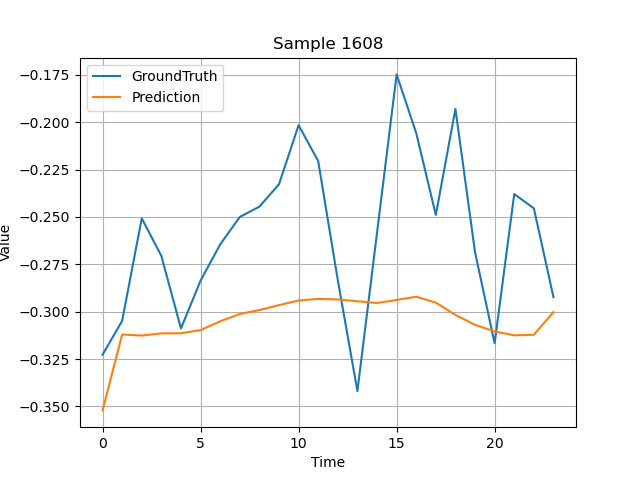 Sample 1608
GroundTruth
Prediction
−0.175
−0.200
−0.225
−0.250
−0.275
−0.300
−0.325
−0.350
Value
0 5 10 15 20
Time